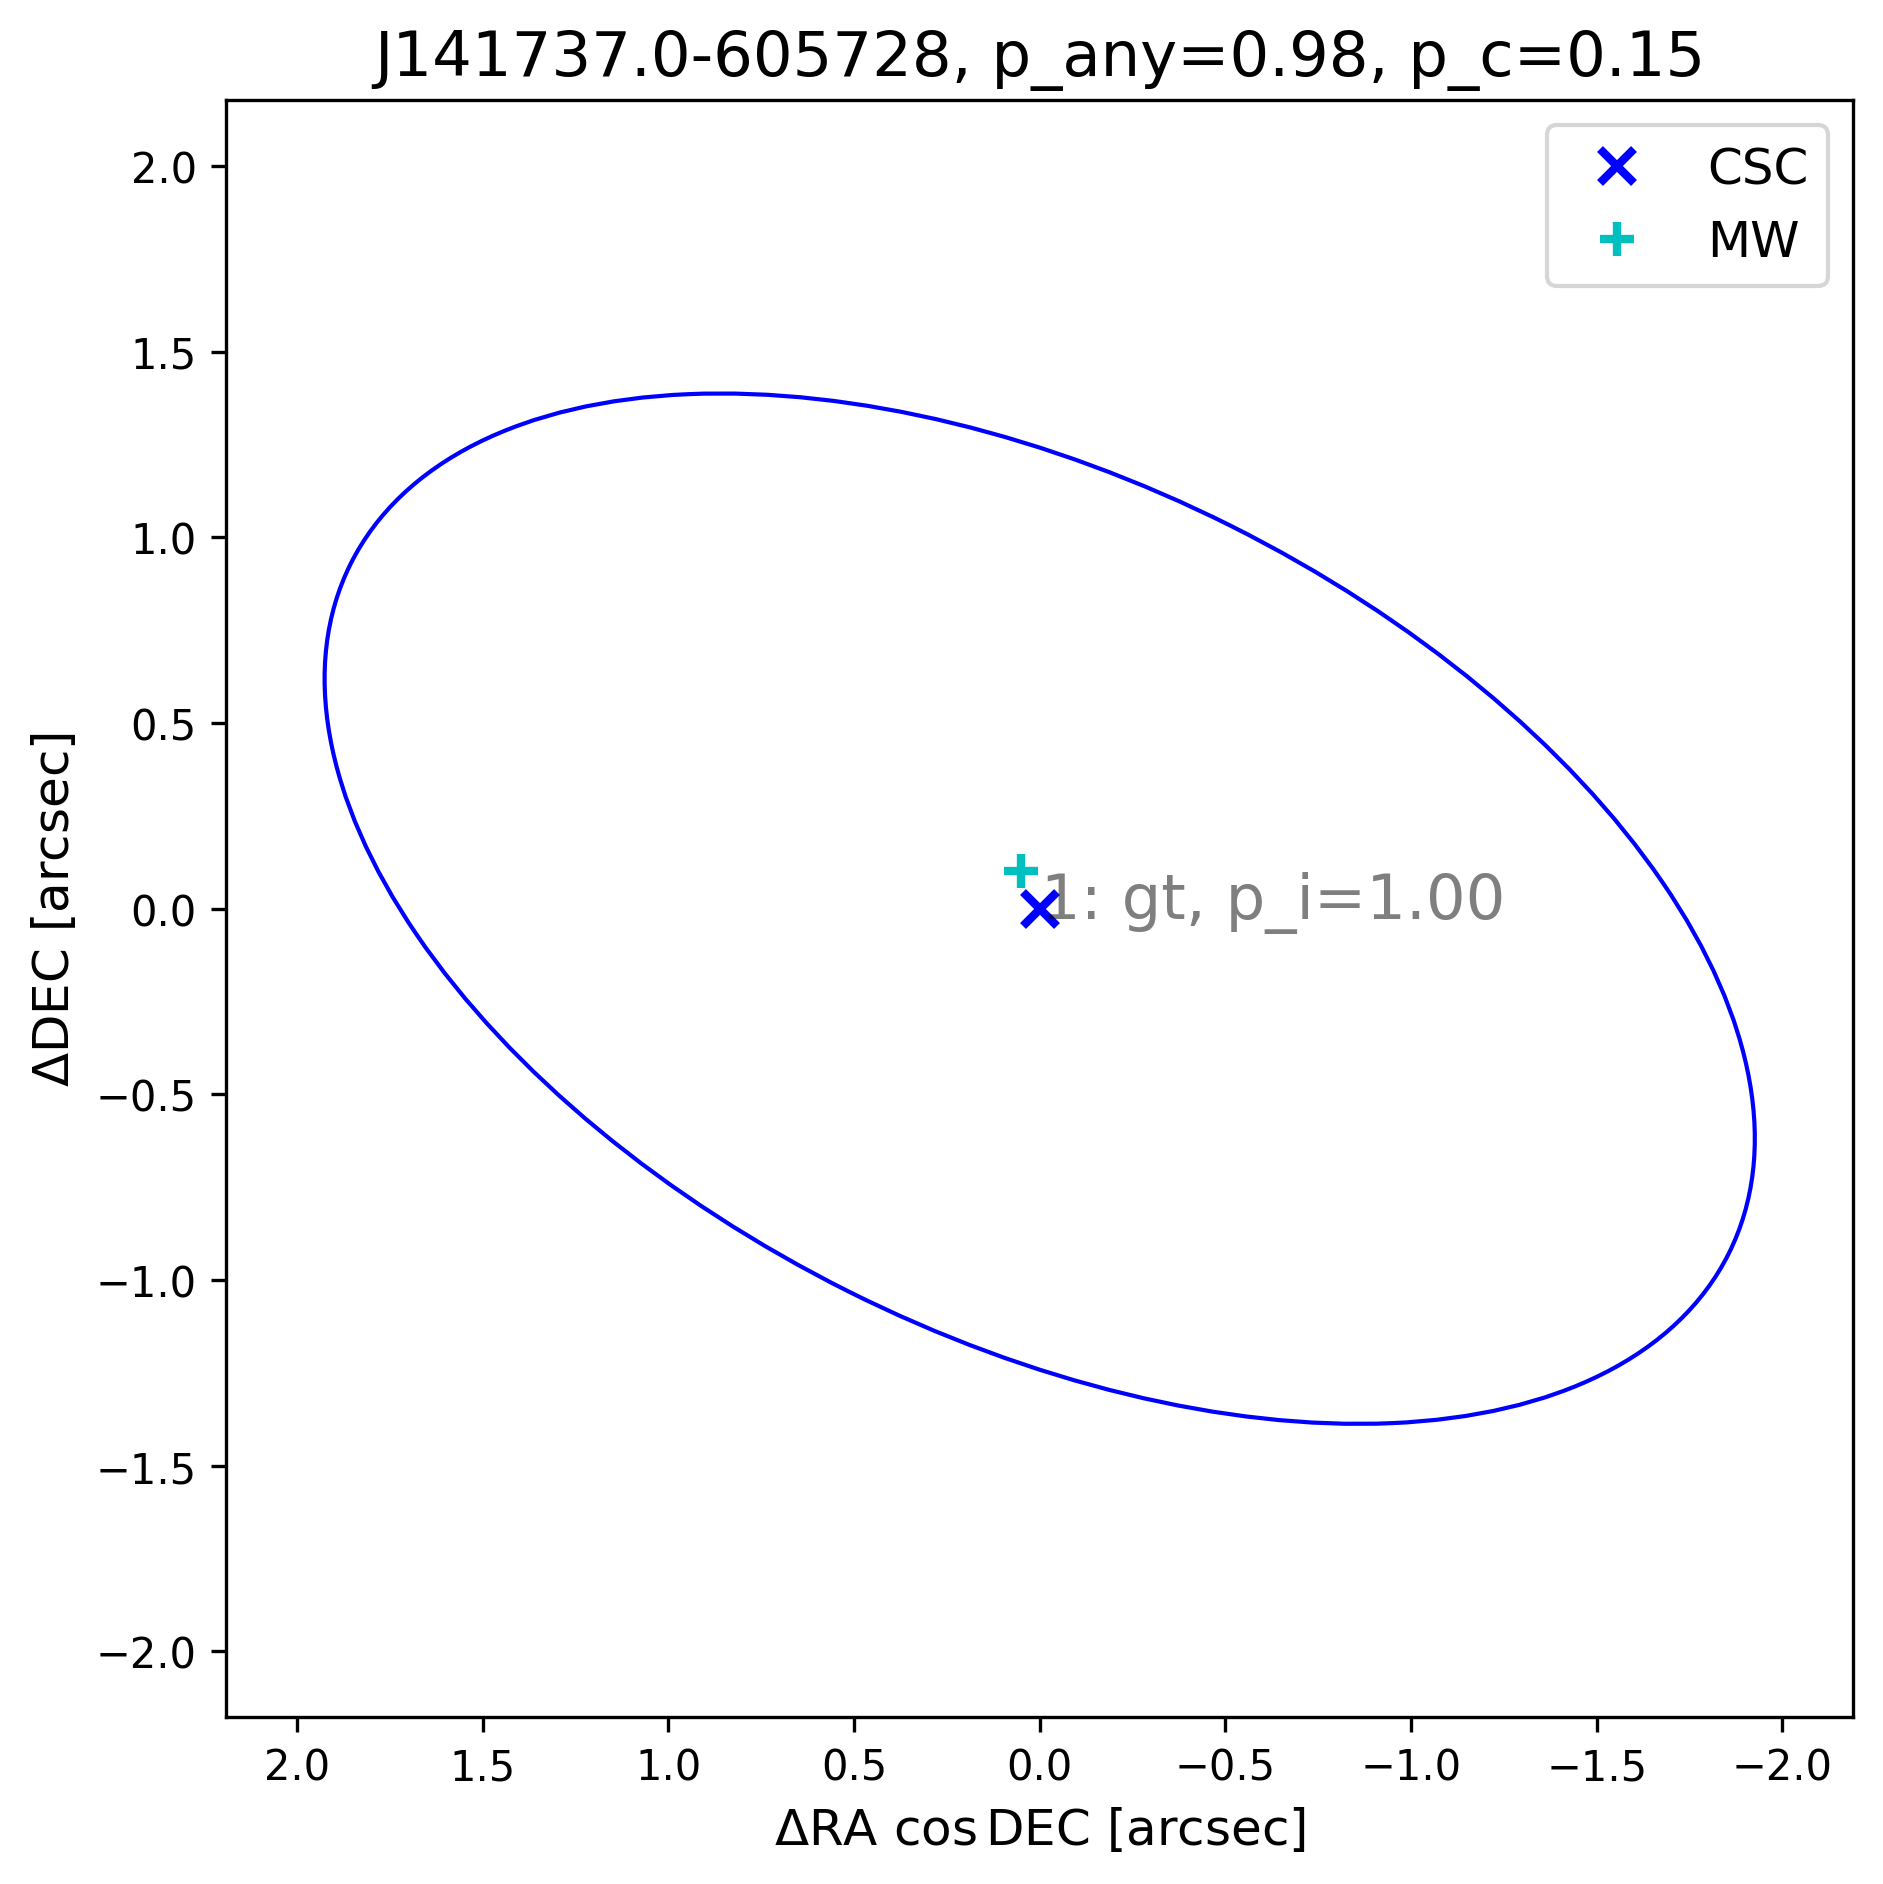 J141737.0-605728, p_any=0.98, p_c=0.15
CSC
MW
2.0
1.5
1.0
0.5
0.0
−0.5
−1.0
−1.5
−2.0
ΔDEC [arcsec]
1: gt, p_i=1.00
2.0 1.5 1.0 0.5 0.0 −0.5 −1.0 −1.5 −2.0
ΔRA cos DEC [arcsec]